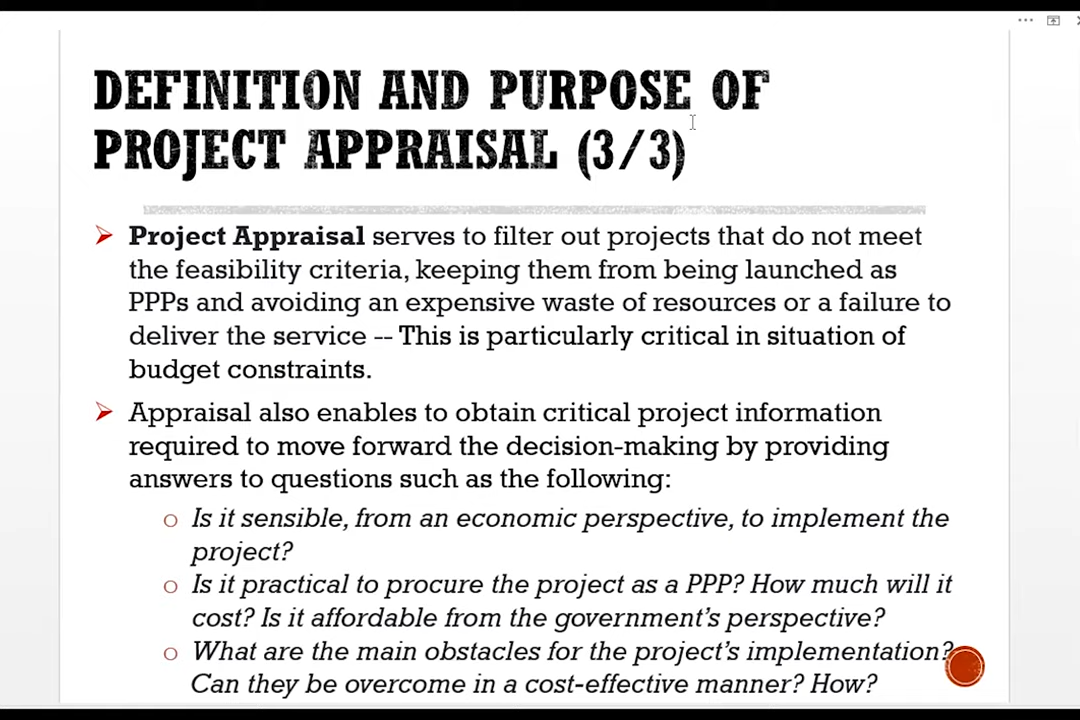 DEFINITION AND PURPOSE OF
PROJECT APPRAISAL (3/3)
Project Appraisal serves to filter out projects that do not meet
the feasibility criteria, keeping them from being launched as
PPPs and avoiding an expensive waste of resources or a failure to
deliver the service -- This is particularly critical in situation of
budget constraints.
Appraisal also enables to obtain critical project information
required to move forward the decision-making by providing
answers to questions such as the following:
Is it sensible, from an economic perspective, to implement the
project?
Is it practical to procure the project as a PPP? How much will it
cost? Is it affordable from the government's perspective?
What are the main obstacles for the project's implementation?
Can they be overcome in a cost-effective manner? How?